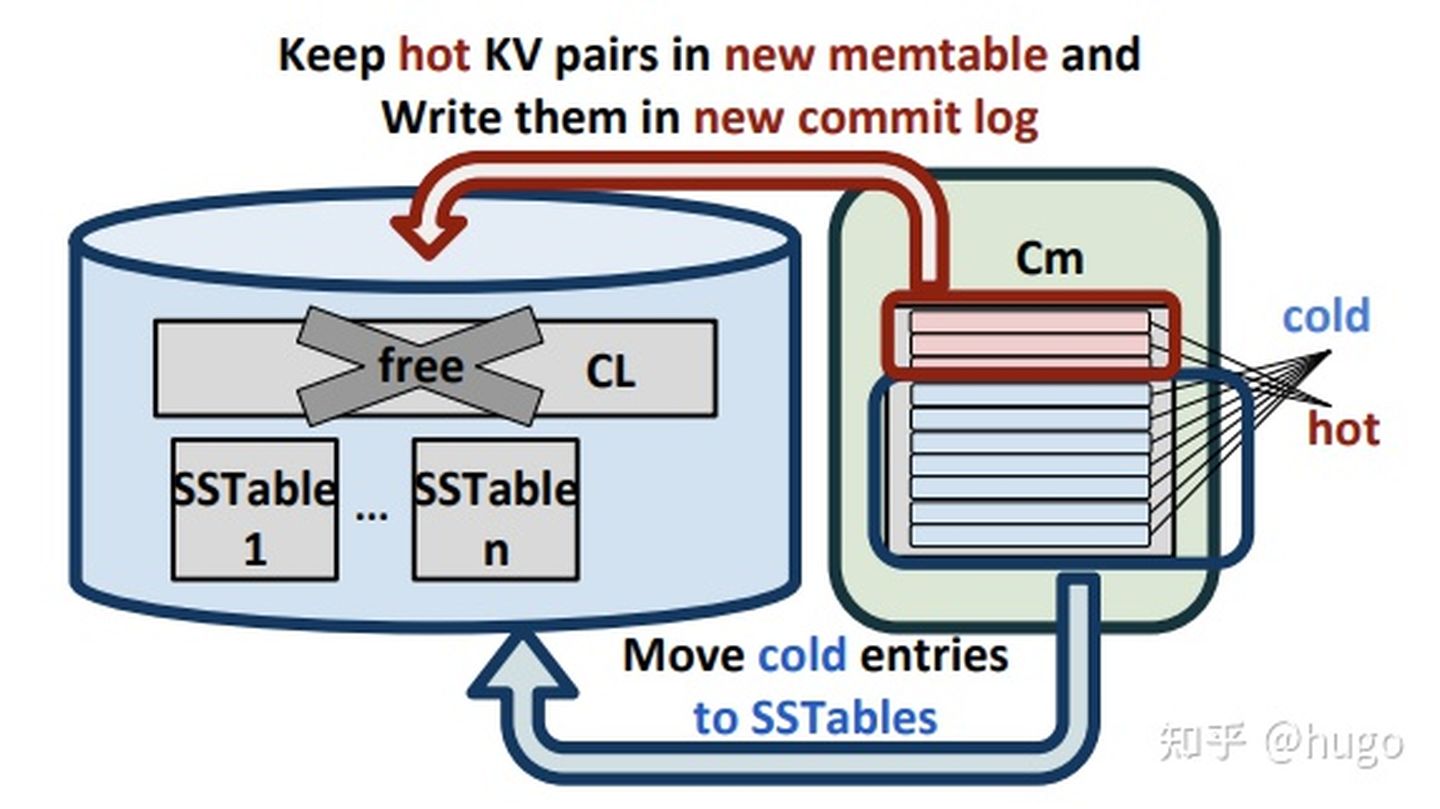 Keep hot KV pairs in new memtable and
Write them in new commit log
Cm
cold
hot
free
CL
SSTable
1
...
SSTable
n
Move cold entries
to SSTables
知乎 @hugo